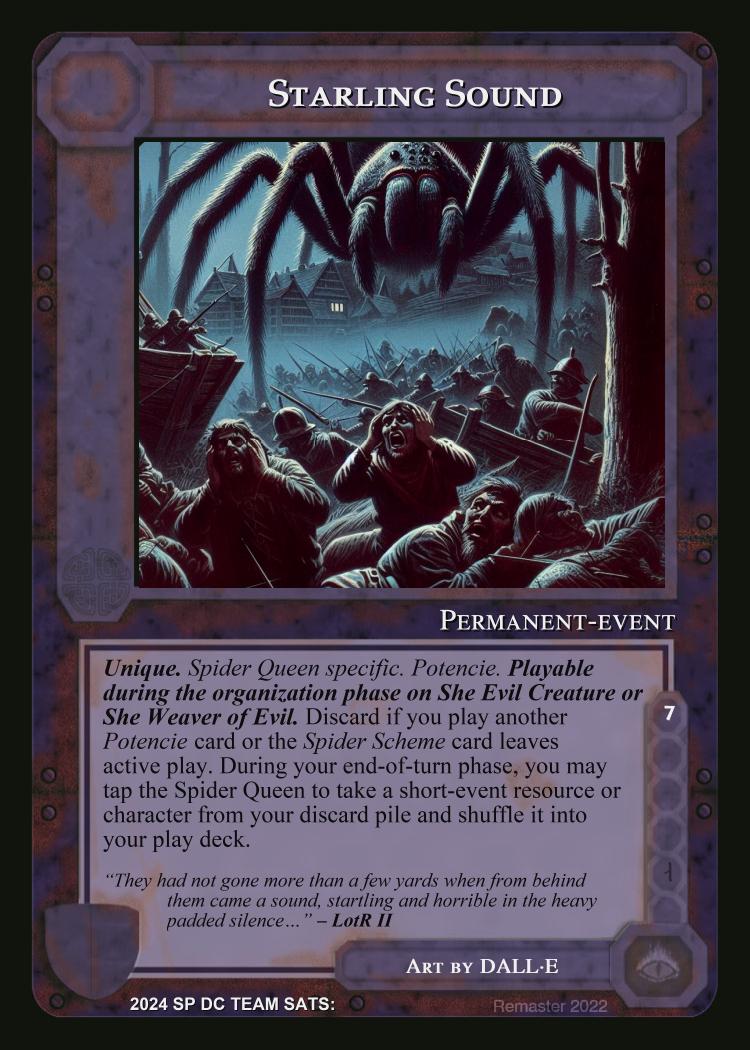 Starling Sound
Permanent-event
Unique. Spider Queen specific. Potencie. Playable
during the organization phase on She Evil Creature or
She Weaver of Evil. Discard if you play another
Potencie card or the Spider Scheme card leaves
active play. During your end-of-turn phase, you may
tap the Spider Queen to take a short-event resource or
character from your discard pile and shuffle it into
your play deck.
7
“They had not gone more than a few yards when from behind
them came a sound, startling and horrible in the heavy
padded silence…” – LotR II
Art by DALL·E
2024 SP DC TEAM SATS:
Remaster 2022